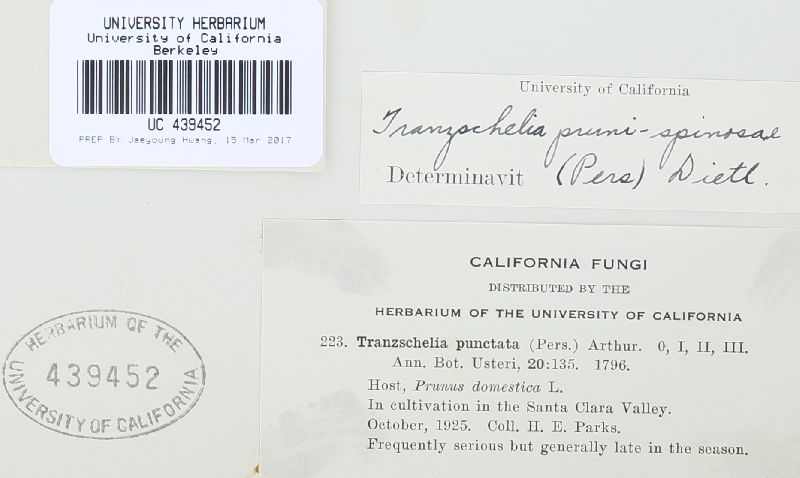 UNIVERSITY HERBARIUM
University of California
Berkeley
UC 439452
PREP BY Jaeyoung Hwang, 15 Mar 2017
University of California
Tranzschelia pruni-spinosae
Determinavit (Pers) Dietl.
CALIFORNIA FUNGI
DISTRIBUTED BY THE
HERBARIUM OF THE UNIVERSITY OF CALIFORNIA
223. Tranzschelia punctata (Pers.) Arthur. 0, I, II, III.
Ann. Bot. Usteri, 20:135. 1796.
Host, Prunus domestica L.
In cultivation in the Santa Clara Valley.
October, 1925. Coll. H. E. Parks.
Frequently serious but generally late in the season.
HERBARIUM OF THE
439452
UNIVERSITY OF CALIFORNIA